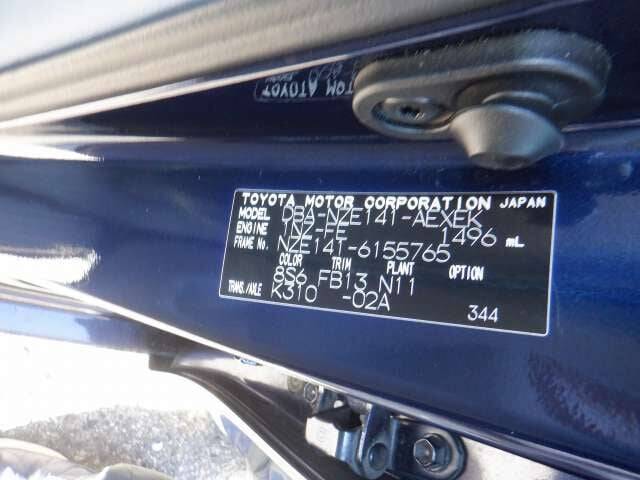 TOYOTA MOTOR CORPORATION JAPAN
MODEL DBA-NZE141-AEXEK
ENGINE 1NZ-FE 1496 mL
FRAME No. NZE141-6155765
COLOR TRIM PLANT OPTION
8S6 FB13 N11
TRANS./AXLE K310 -02A
344